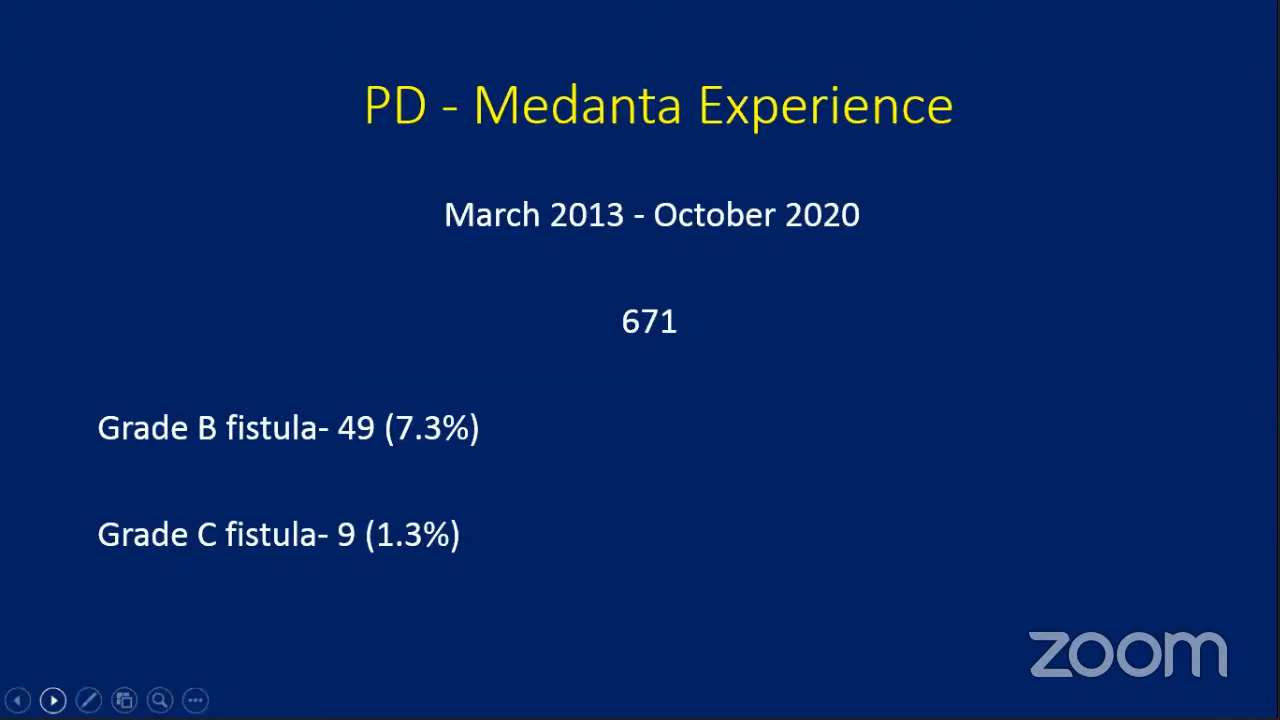 PD - Medanta Experience
March 2013 - October 2020
671
Grade B fistula- 49 (7.3%)
Grade C fistula- 9 (1.3%)
zoom